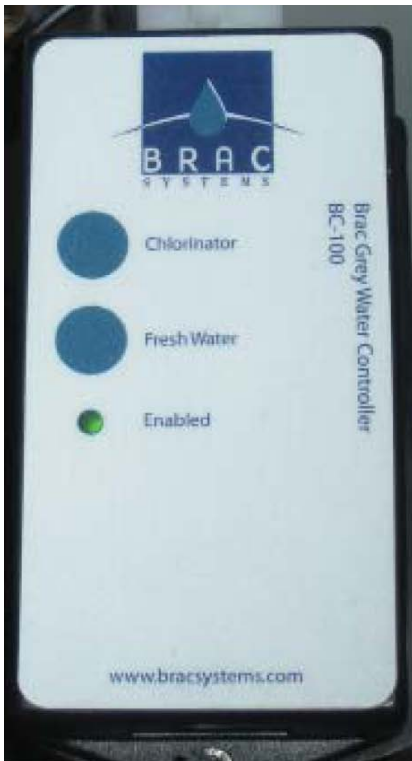 BRAC
SYSTEMS
Chlorinator
Fresh Water
Enabled
Brac Grey Water Controller
BC-100
www.bracsystems.com